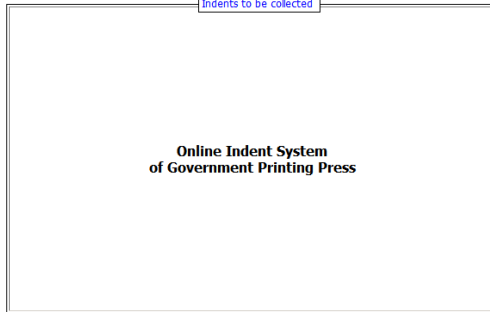 Indents to be collected
Online Indent System
of Government Printing Press